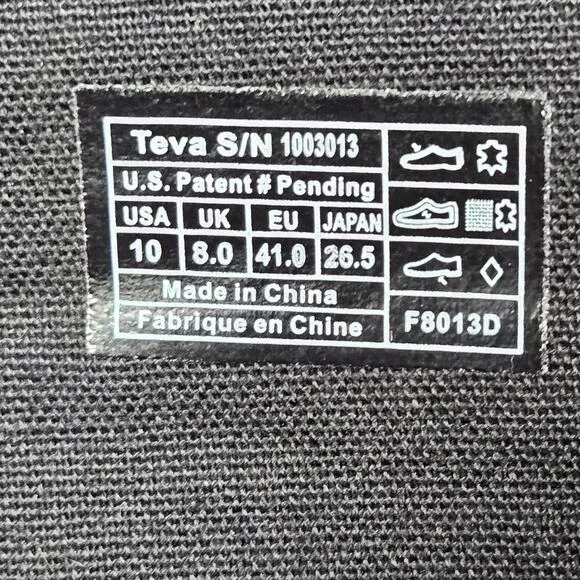 Teva S/N 1003013
U.S. Patent # Pending
USA UK EU JAPAN
10 8.0 41.0 26.5
Made in China
Fabrique en Chine
F8013D